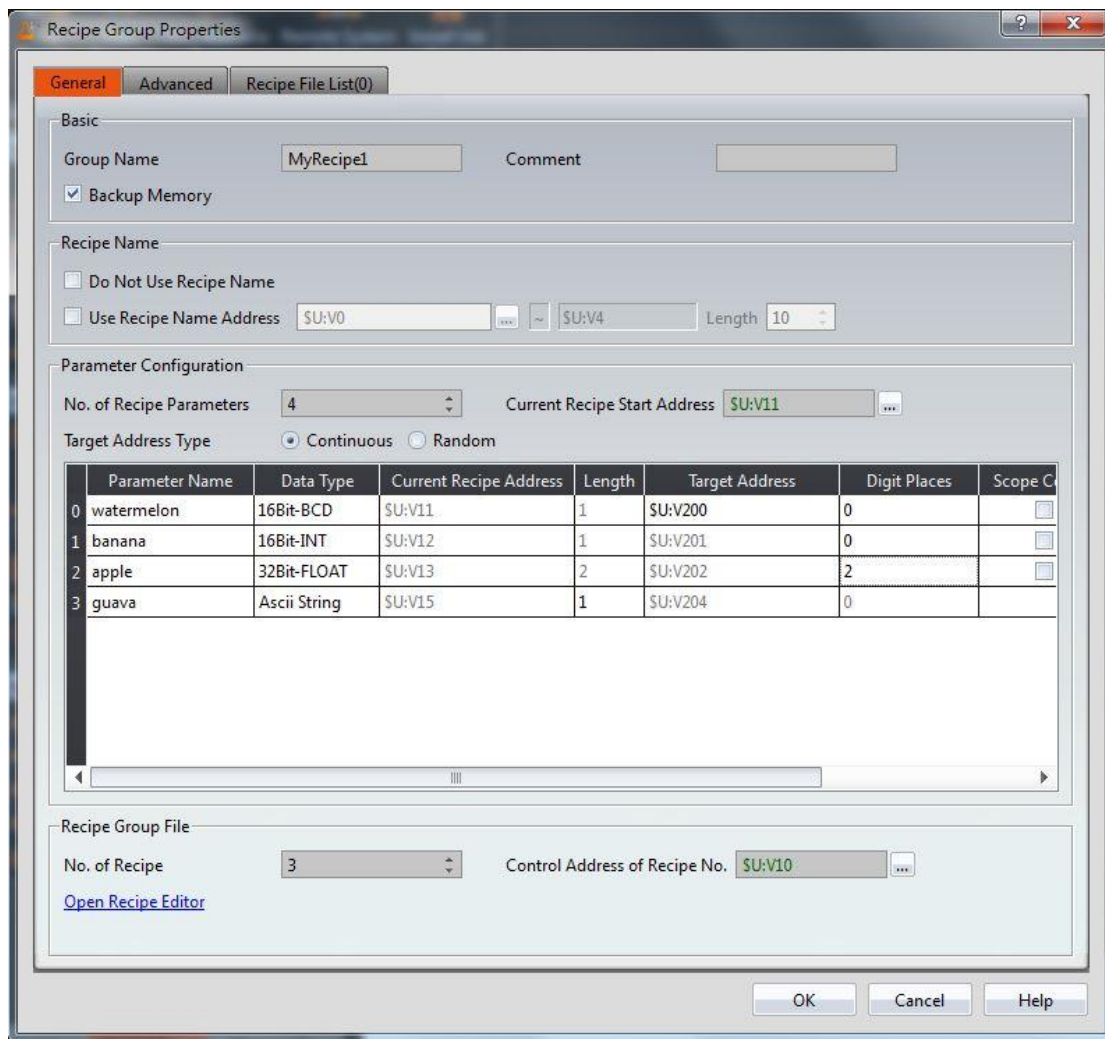 Recipe Group Properties
General Advanced Recipe File List(0)
Basic
Group Name MyRecipe1 Comment
Backup Memory
Recipe Name
Do Not Use Recipe Name
Use Recipe Name Address $U:V0 ... ~ $U:V4 Length 10
Parameter Configuration
No. of Recipe Parameters 4 Current Recipe Start Address $U:V11 ...
Target Address Type Continuous Random
Parameter Name Data Type Current Recipe Address Length Target Address Digit Places Scope
0 watermelon 16Bit-BCD $U:V11 1 $U:V200 0
1 banana 16Bit-INT $U:V12 1 $U:V201 0
2 apple 32Bit-FLOAT $U:V13 2 $U:V202 2
3 guava Ascii String $U:V15 1 $U:V204 0
Recipe Group File
No. of Recipe 3 Control Address of Recipe No. $U:V10 ...
Open Recipe Editor
OK Cancel Help